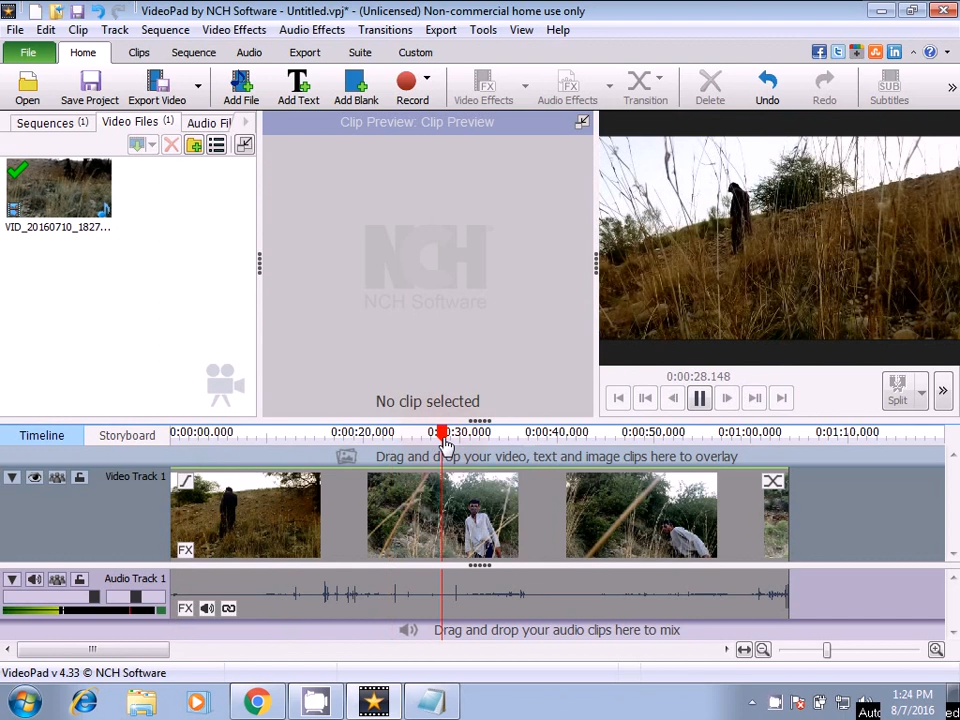 VideoPad by NCH Software - Untitled.vpj* - (Unlicensed) Non-commercial home use only
File Edit Clip Track Sequence Video Effects Audio Effects Transitions Export Tools View Help
File Home Clips Sequence Audio Export Suite Custom
Open Save Project Export Video Add File Add Text Add Blank Record Video Effects Audio Effects Transition Delete Undo Redo Subtitles
Sequences (1) Video Files (1) Audio Fil
Clip Preview: Clip Preview
VID_20160710_1827...
NCH
NCH Software
No clip selected
0:00:28.148
Split
Timeline Storyboard
0:00:00.000 0:00:20.000 0:00:30.000 0:00:40.000 0:00:50.000 0:01:00.000 0:01:10.000
Drag and drop your video, text and image clips here to overlay
Video Track 1
FX
Audio Track 1
FX
Drag and drop your audio clips here to mix
VideoPad v 4.33 © NCH Software
1:24 PM
8/7/2016